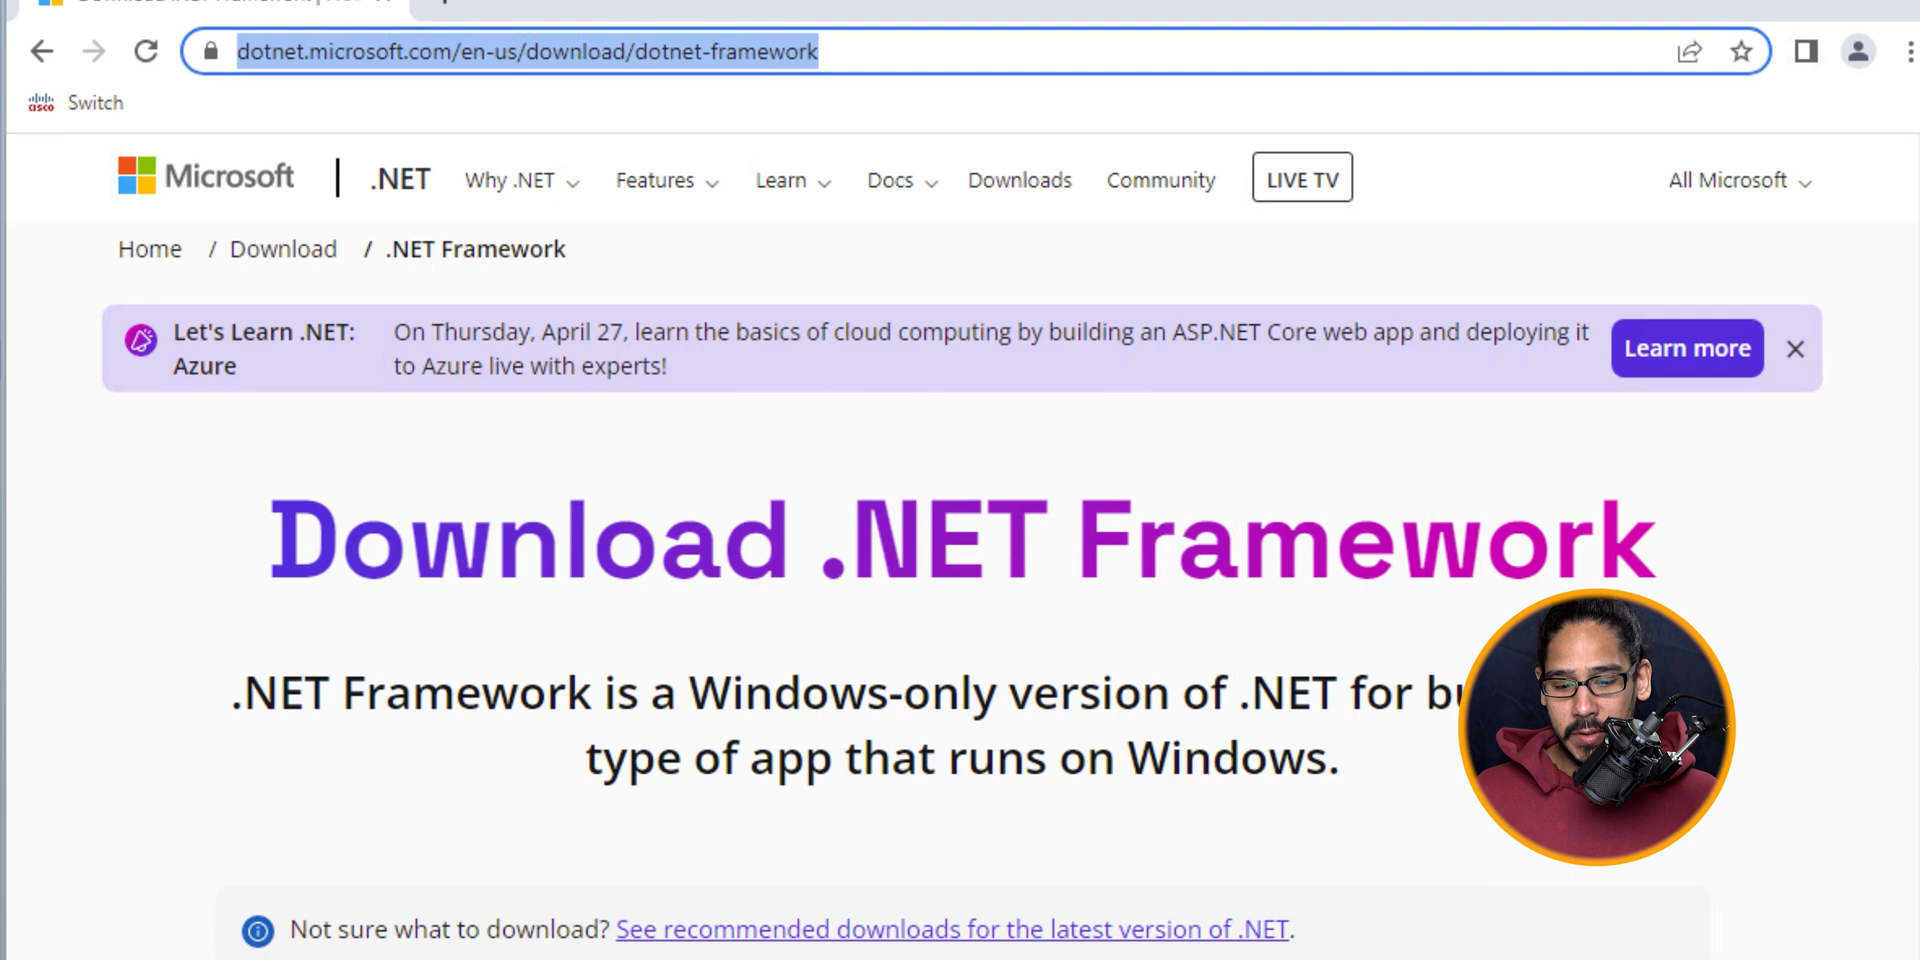 dotnet.microsoft.com/en-us/download/dotnet-framework
cisco Switch
Microsoft | .NET Why .NET Features Learn Docs Downloads Community LIVE TV All Microsoft
Home / Download / .NET Framework
Let's Learn .NET:
Azure
On Thursday, April 27, learn the basics of cloud computing by building an ASP.NET Core web app and deploying it
to Azure live with experts!
Learn more
Download .NET Framework
.NET Framework is a Windows-only version of .NET for
type of app that runs on Windows.
Not sure what to download? See recommended downloads for the latest version of .NET.